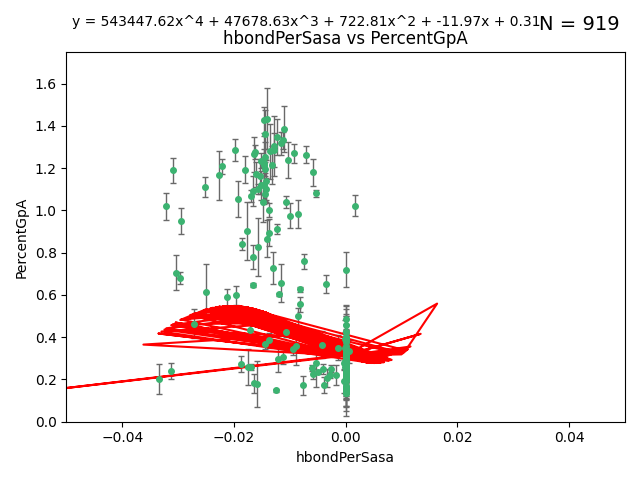 y = 543447.62x^4 + 47678.63x^3 + 722.81x^2 + -11.97x + 0.31
N = 919
hbondPerSasa vs PercentGpA
PercentGpA
1.6
1.4
1.2
1.0
0.8
0.6
0.4
0.2
0.0
−0.04 −0.02 0.00 0.02 0.04
hbondPerSasa